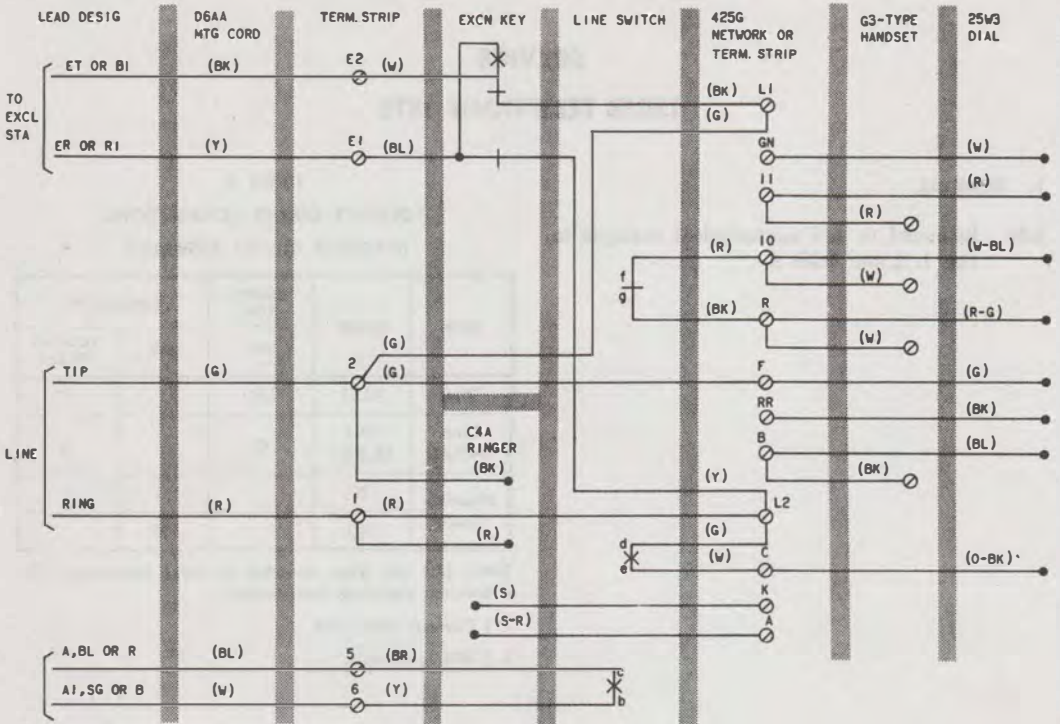 LEAD DESIG
D6AA
MTG CORD
TERM. STRIP
EXCN KEY
LINE SWITCH
425G
NETWORK OR
TERM. STRIP
G3-TYPE
HANDSET
25W3
DIAL
TO
EXCL
STA
ET OR B1 (BK) E2 (W)
(BK) L1
(G)
ER OR R1 (Y) E1 (BL)
GN (W)
11 (R)
(R)
(R) 10 (W-BL)
f (W)
g
(BK) R (R-G)
(W)
(G)
TIP (G) 2 (G) F (G)
RR (BK)
C4A
RINGER
B (BL)
(BK) (BK)
LINE
(Y)
RING (R) 1 (R) L2
(R) (G)
d
e (W) C (O-BK)
(S) K
(S-R) A
A,BL OR R (BL) 5 (BR)
c
A1,SG OR B (W) 6 (Y) b